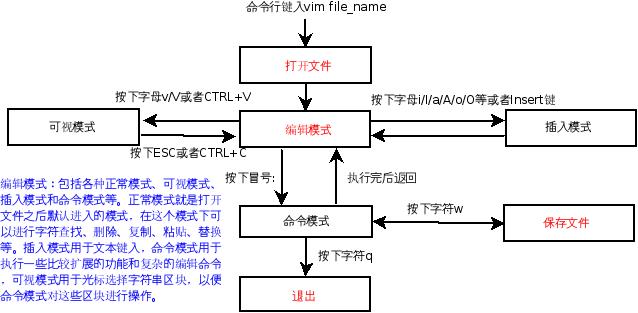 命令行键入vim file_name
打开文件
按下字母v/V或者CTRL+V
按下字母i/I/a/A/o/O等或者Insert键
可视模式
编辑模式
插入模式
按下ESC或者CTRL+C
按下冒号:
执行完后返回
编辑模式：包括各种正常模式、可视模式、
插入模式和命令模式等。正常模式就是打开
文件之后默认进入的模式，在这个模式下可
以进行字符查找、删除、复制、粘贴、替换
等。插入模式用于文本键入，命令模式用于
执行一些比较扩展的功能和复杂的编辑命令
，可视模式用于光标选择字符串区块，以便
命令模式对这些区块进行操作。
命令模式
按下字符w
保存文件
按下字符q
退出